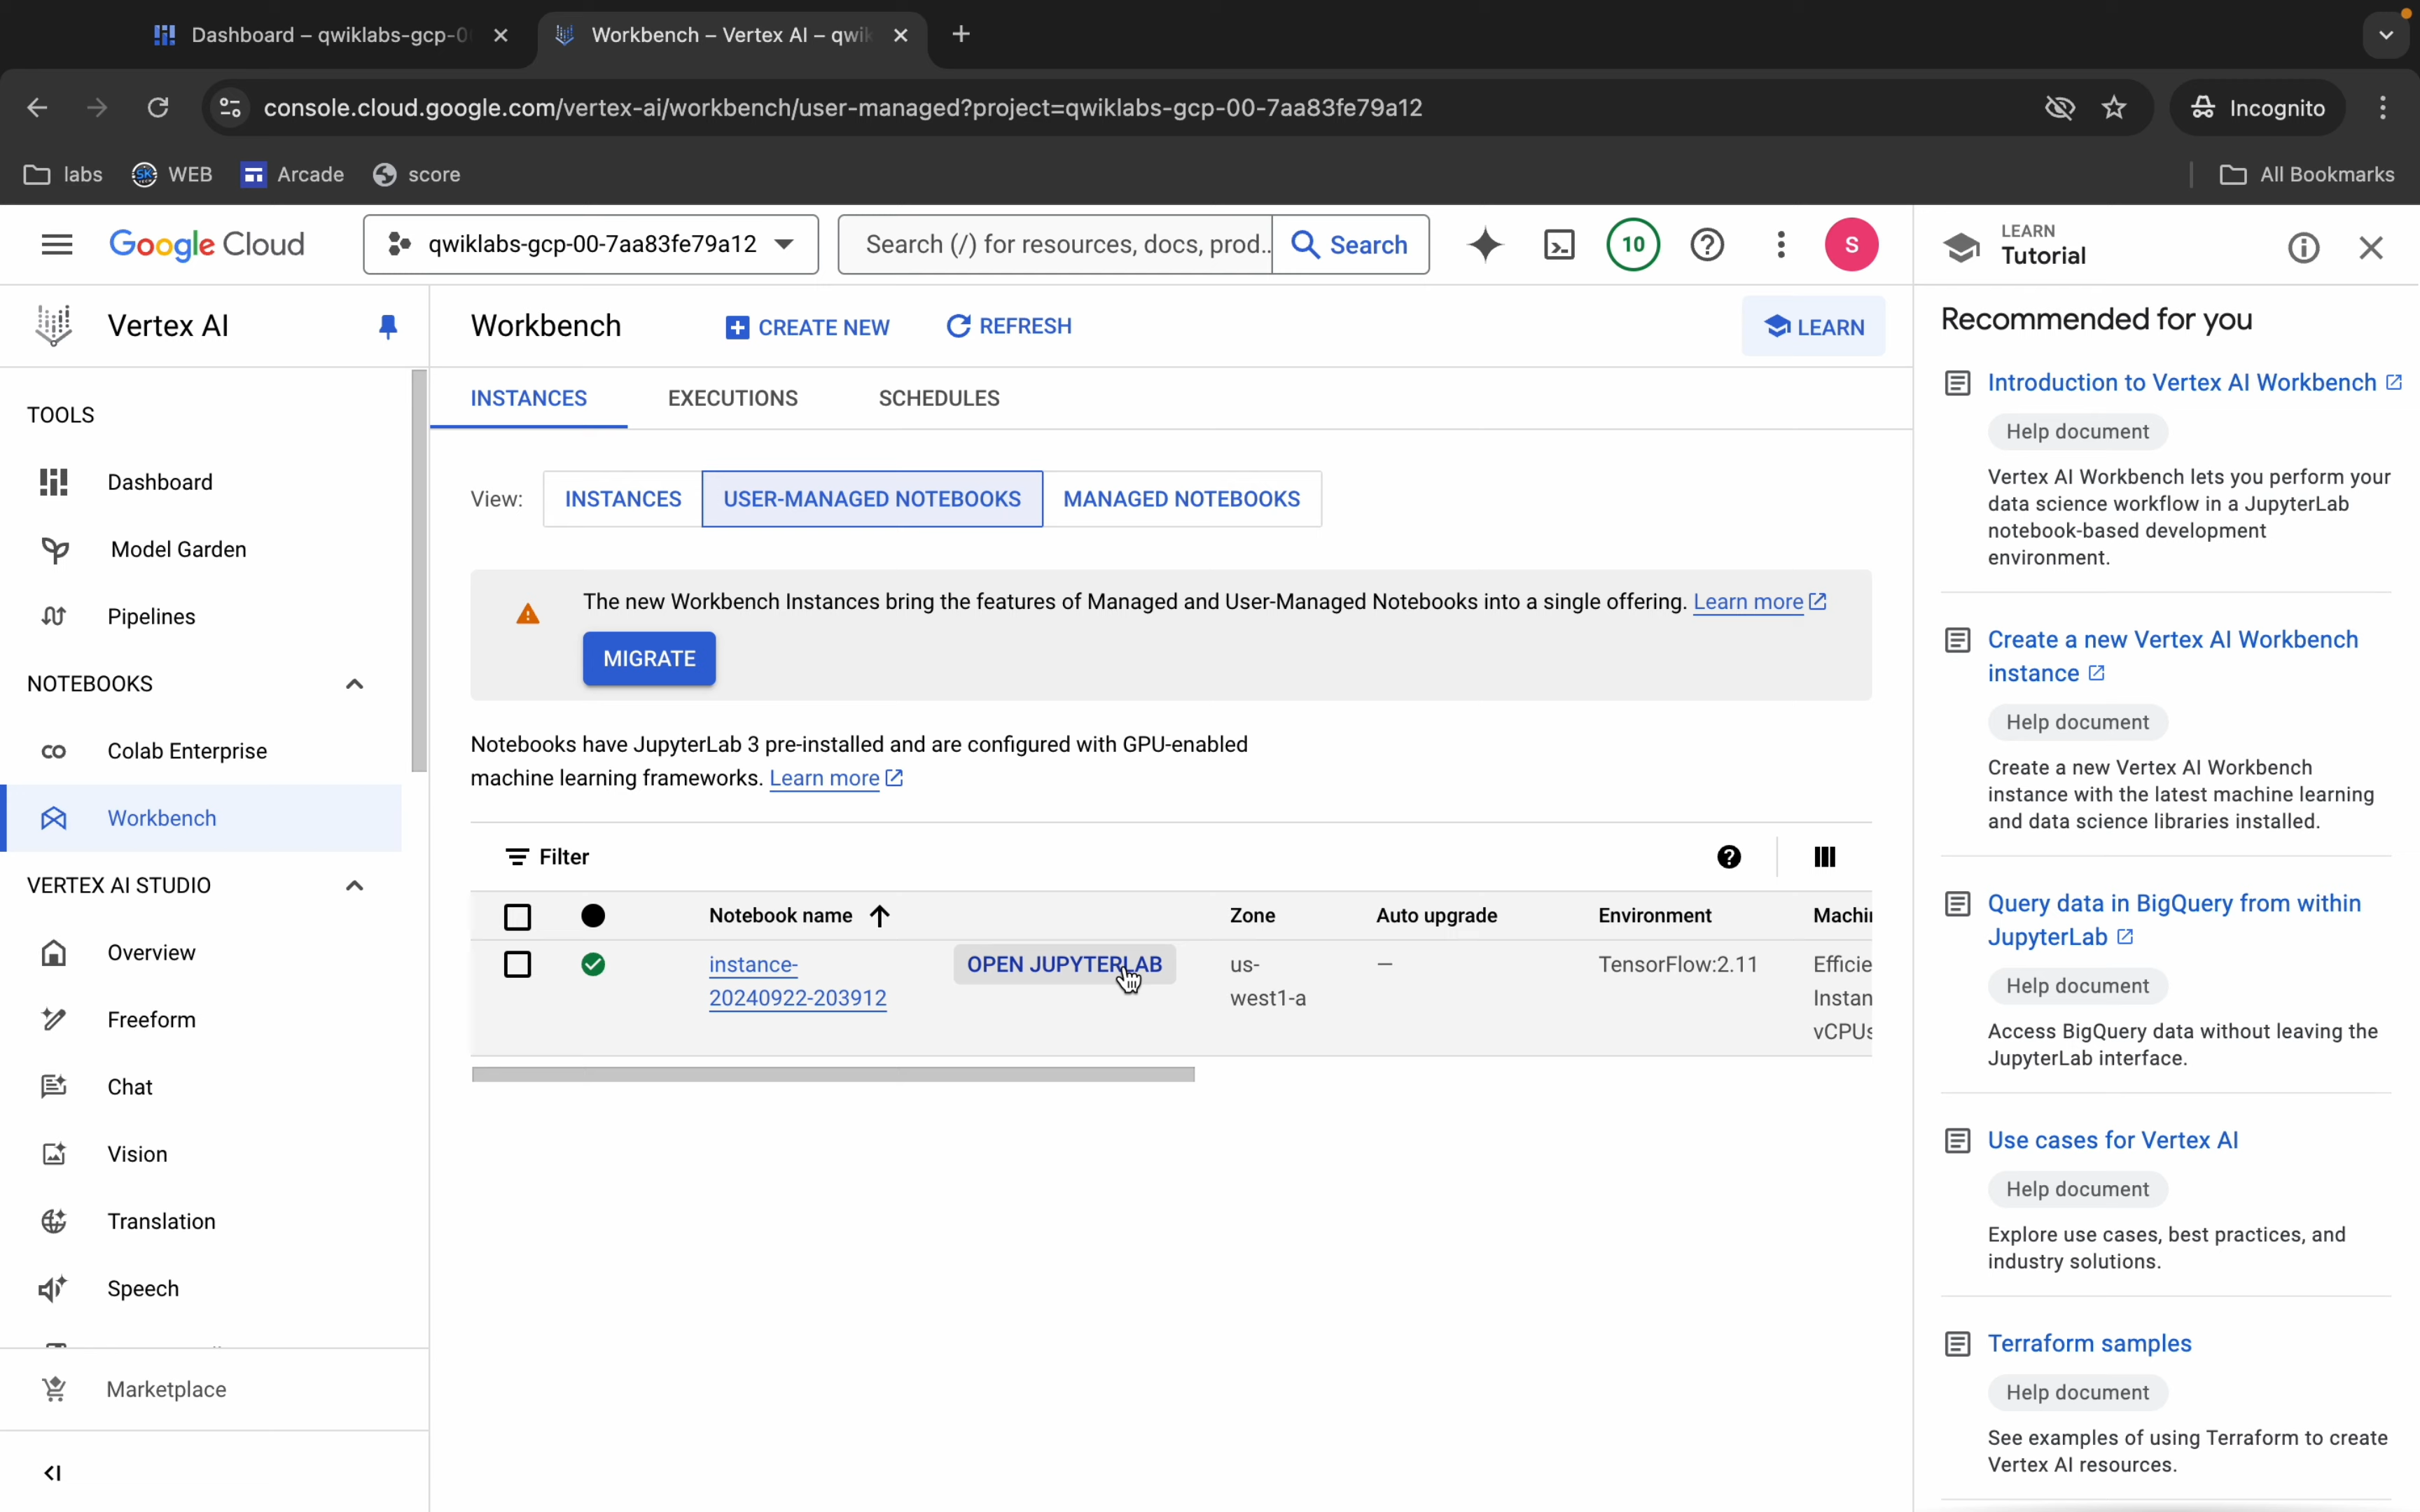 Dashboard – qwiklabs-gcp-0
Workbench – Vertex AI – qwik
console.cloud.google.com/vertex-ai/workbench/user-managed?project=qwiklabs-gcp-00-7aa83fe79a12
Incognito
labs
WEB
Arcade
score
All Bookmarks
Google Cloud
qwiklabs-gcp-00-7aa83fe79a12
Search (/) for resources, docs, prod...
Search
10
S
LEARN
Tutorial
Vertex AI
Workbench
CREATE NEW
REFRESH
LEARN
TOOLS
Dashboard
Model Garden
Pipelines
NOTEBOOKS
Colab Enterprise
Workbench
VERTEX AI STUDIO
Overview
Freeform
Chat
Vision
Translation
Speech
Marketplace
INSTANCES
EXECUTIONS
SCHEDULES
View:
INSTANCES
USER-MANAGED NOTEBOOKS
MANAGED NOTEBOOKS
The new Workbench Instances bring the features of Managed and User-Managed Notebooks into a single offering. Learn more
MIGRATE
Notebooks have JupyterLab 3 pre-installed and are configured with GPU-enabled
machine learning frameworks. Learn more
Filter
Notebook name
Zone
Auto upgrade
Environment
Machi
instance-
20240922-203912
OPEN JUPYTERLAB
us-
west1-a
—
TensorFlow:2.11
Efficie
Instan
vCPUs
Recommended for you
Introduction to Vertex AI Workbench
Help document
Vertex AI Workbench lets you perform your
data science workflow in a JupyterLab
notebook-based development
environment.
Create a new Vertex AI Workbench
instance
Help document
Create a new Vertex AI Workbench
instance with the latest machine learning
and data science libraries installed.
Query data in BigQuery from within
JupyterLab
Help document
Access BigQuery data without leaving the
JupyterLab interface.
Use cases for Vertex AI
Help document
Explore use cases, best practices, and
industry solutions.
Terraform samples
Help document
See examples of using Terraform to create
Vertex AI resources.